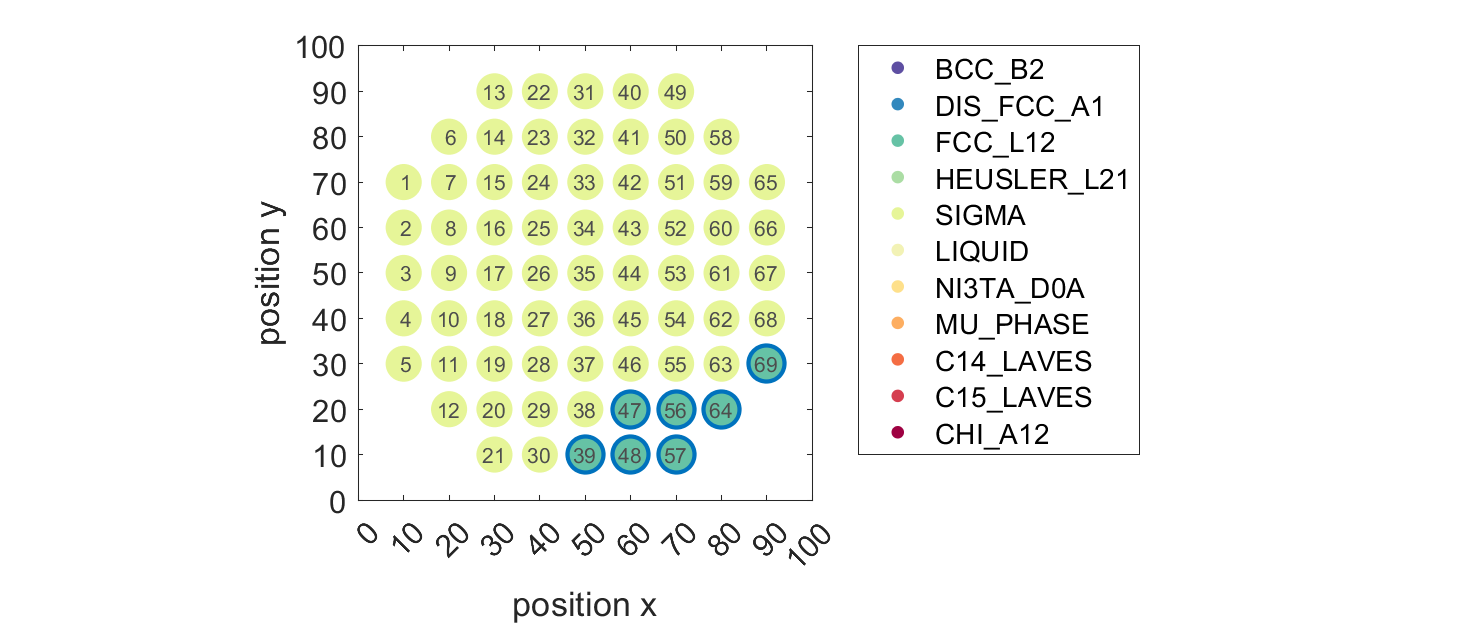 100
90 13 22 31 40 49
80 6 14 23 32 41 50 58
70 1 7 15 24 33 42 51 59 65
60 2 8 16 25 34 43 52 60 66
50 3 9 17 26 35 44 53 61 67
40 4 10 18 27 36 45 54 62 68
30 5 11 19 28 37 46 55 63 69
20 12 20 29 38 47 56 64
10 21 30 39 48 57
0
0 10 20 30 40 50 60 70 80 90 100
position x
position y
BCC_B2
DIS_FCC_A1
FCC_L12
HEUSLER_L21
SIGMA
LIQUID
NI3TA_D0A
MU_PHASE
C14_LAVES
C15_LAVES
CHI_A12